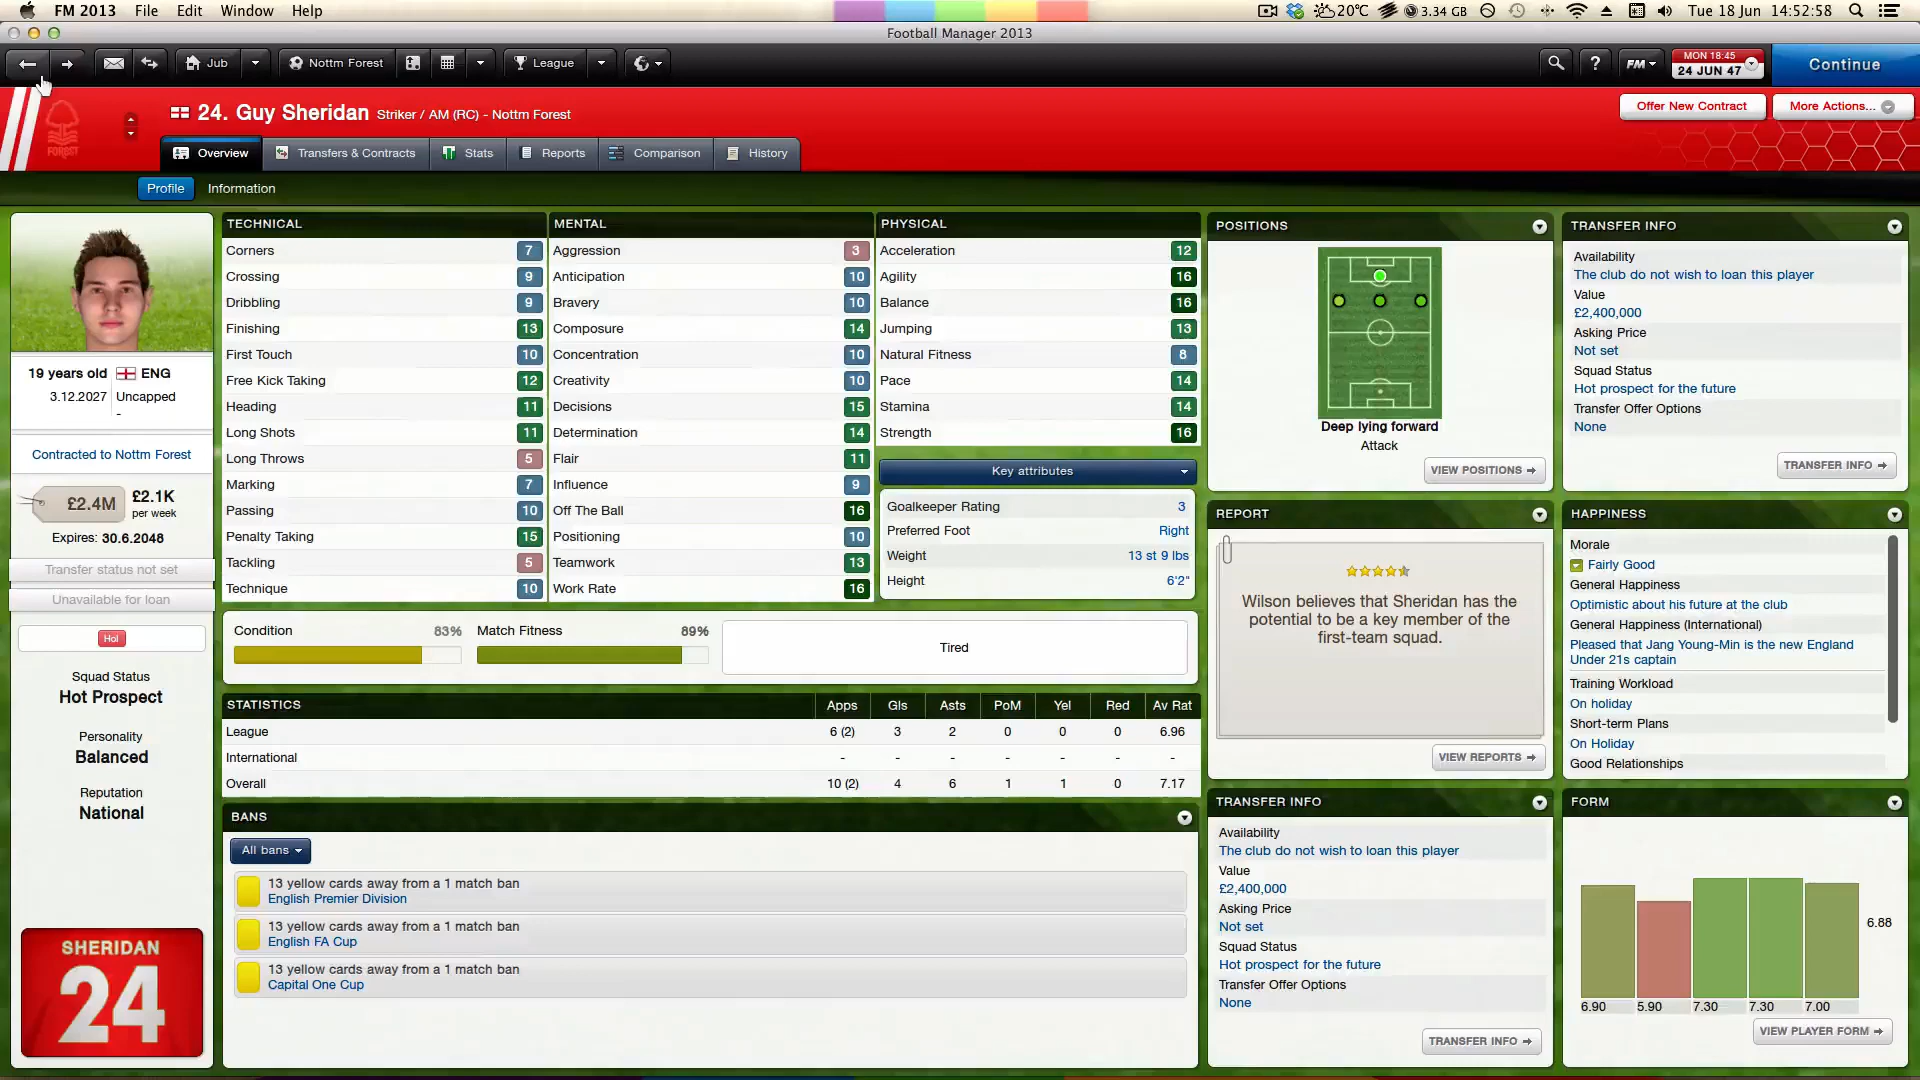 FM 2013 File Edit Window Help
20°C 3.34 GB Tue 18 Jun 14:52:58
Football Manager 2013
Jub Nottm Forest League
? FM MON 18:45
24 JUN 47
Continue
24. Guy Sheridan Striker / AM (RC) - Nottm Forest
Offer New Contract More Actions...
FOREST
Overview Transfers & Contracts Stats Reports Comparison History
Profile Information
19 years old ENG
3.12.2027 Uncapped
-
Contracted to Nottm Forest
£2.4M £2.1K
per week
Expires: 30.6.2048
Transfer status not set
Unavailable for loan
Hol
Squad Status
Hot Prospect
Personality
Balanced
Reputation
National
SHERIDAN
24
TECHNICAL
Corners 7
Crossing 9
Dribbling 9
Finishing 13
First Touch 10
Free Kick Taking 12
Heading 11
Long Shots 11
Long Throws 5
Marking 7
Passing 10
Penalty Taking 15
Tackling 5
Technique 10
MENTAL
Aggression 3
Anticipation 10
Bravery 10
Composure 14
Concentration 10
Creativity 10
Decisions 15
Determination 14
Flair 11
Influence 9
Off The Ball 16
Positioning 10
Teamwork 13
Work Rate 16
PHYSICAL
Acceleration 12
Agility 16
Balance 16
Jumping 13
Natural Fitness 8
Pace 14
Stamina 14
Strength 16
Key attributes
Goalkeeper Rating 3
Preferred Foot Right
Weight 13 st 9 lbs
Height 6'2"
Condition 83% Match Fitness 89%
Tired
STATISTICS Apps Gls Asts PoM Yel Red Av Rat
League 6 (2) 3 2 0 0 0 6.96
International - - - - - - -
Overall 10 (2) 4 6 1 1 0 7.17
BANS
All bans
13 yellow cards away from a 1 match ban
English Premier Division
13 yellow cards away from a 1 match ban
English FA Cup
13 yellow cards away from a 1 match ban
Capital One Cup
POSITIONS
Deep lying forward
Attack
VIEW POSITIONS
REPORT
Wilson believes that Sheridan has the
potential to be a key member of the
first-team squad.
VIEW REPORTS
TRANSFER INFO
Availability
The club do not wish to loan this player
Value
£2,400,000
Asking Price
Not set
Squad Status
Hot prospect for the future
Transfer Offer Options
None
TRANSFER INFO
TRANSFER INFO
Availability
The club do not wish to loan this player
Value
£2,400,000
Asking Price
Not set
Squad Status
Hot prospect for the future
Transfer Offer Options
None
TRANSFER INFO
HAPPINESS
Morale
Fairly Good
General Happiness
Optimistic about his future at the club
General Happiness (International)
Pleased that Jang Young-Min is the new England
Under 21s captain
Training Workload
On holiday
Short-term Plans
On Holiday
Good Relationships
FORM
6.88
6.90 5.90 7.30 7.30 7.00
VIEW PLAYER FORM